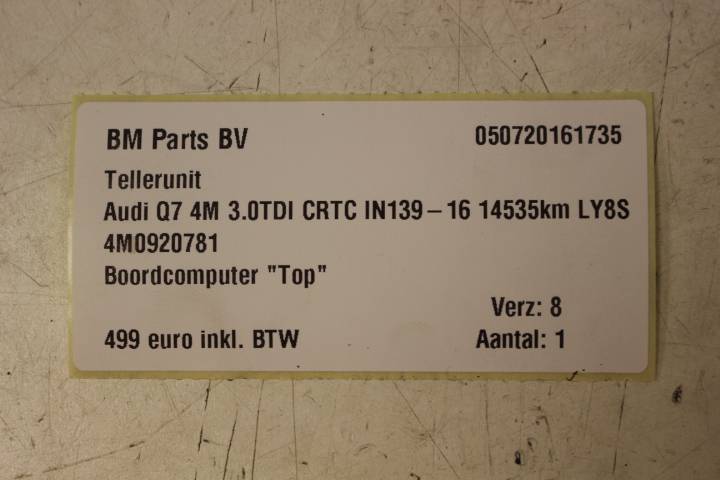 BM Parts BV 050720161735
Tellerunit
Audi Q7 4M 3.0TDI CRTC IN139-16 14535km LY8S
4M0920781
Boordcomputer "Top"
Verz: 8
499 euro inkl. BTW Aantal: 1